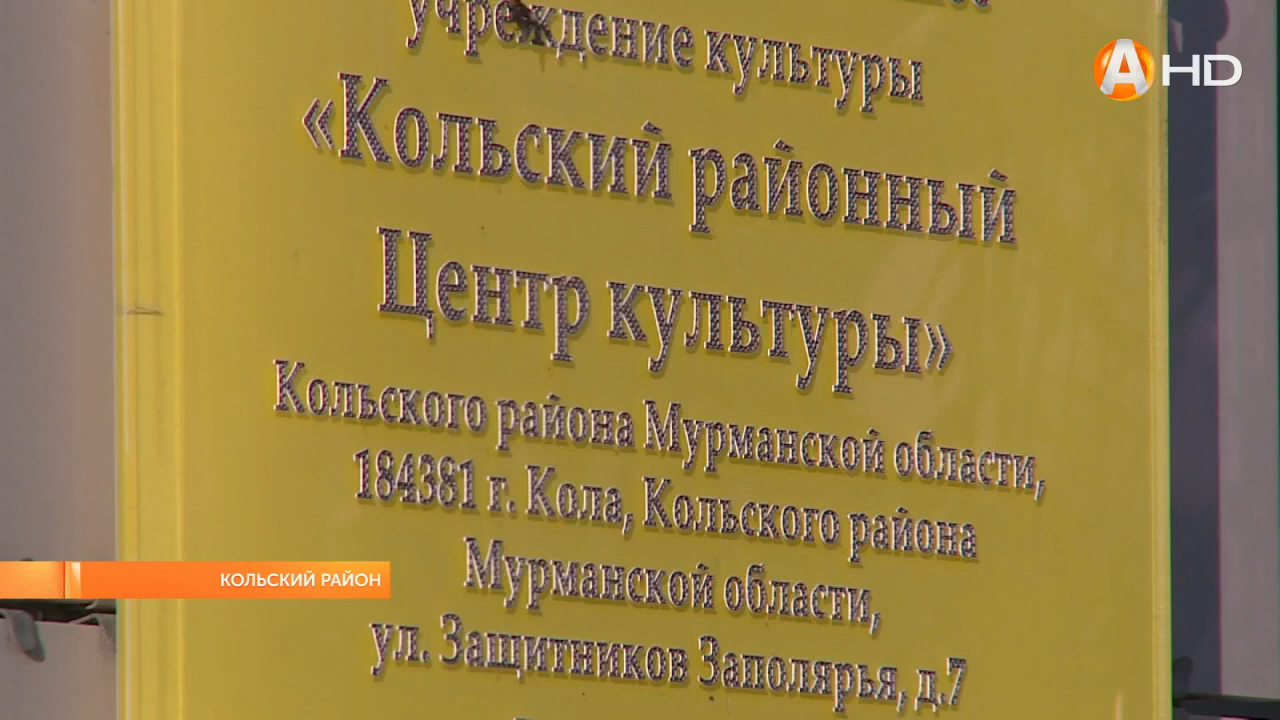 учреждение культуры
«Кольский районный
Центр культуры»
Кольского района Мурманской области,
184381 г. Кола, Кольского района
Мурманской области,
ул. Защитников Заполярья, д.7
КОЛЬСКИЙ РАЙОН
А HD